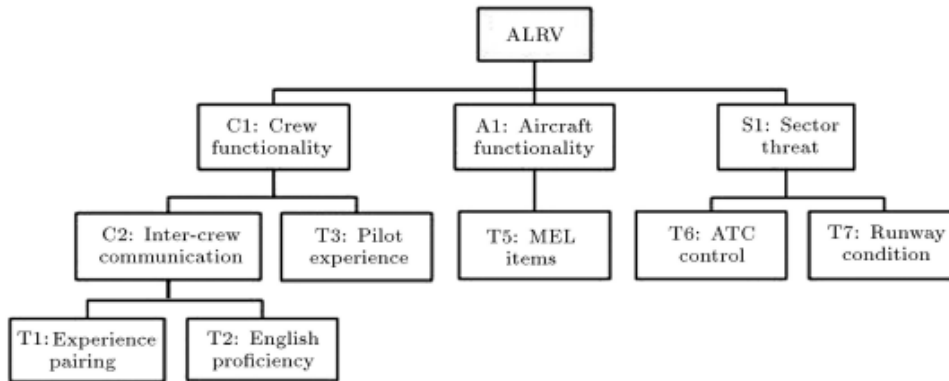 ALRV
C1: Crew
functionality
A1: Aircraft
functionality
S1: Sector
threat
C2: Inter-crew
communication
T3: Pilot
experience
T5: MEL
items
T6: ATC
control
T7: Runway
condition
T1: Experience
pairing
T2: English
proficiency